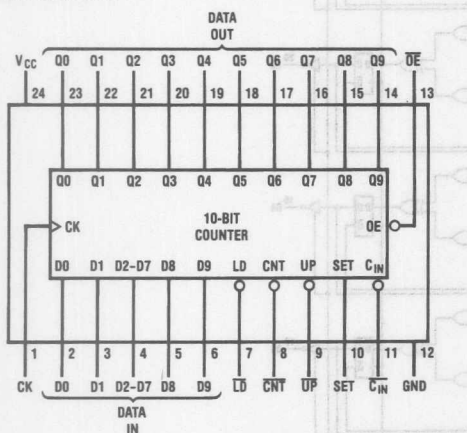 DATA
OUT
VCC Q0 Q1 Q2 Q3 Q4 Q5 Q6 Q7 Q8 Q9 OE
24 23 22 21 20 19 18 17 16 15 14 13
Q0 Q1 Q2 Q3 Q4 Q5 Q6 Q7 Q8 Q9
CK 10-BIT OE
COUNTER
D0 D1 D2–D7 D8 D9 LD CNT UP SET CIN
1 2 3 4 5 6 7 8 9 10 11 12
CK D0 D1 D2–D7 D8 D9 LD CNT UP SET CIN GND
DATA
IN